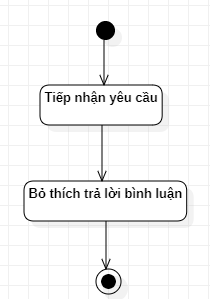 Tiếp nhận yêu cầu
Bỏ thích trả lời bình luận